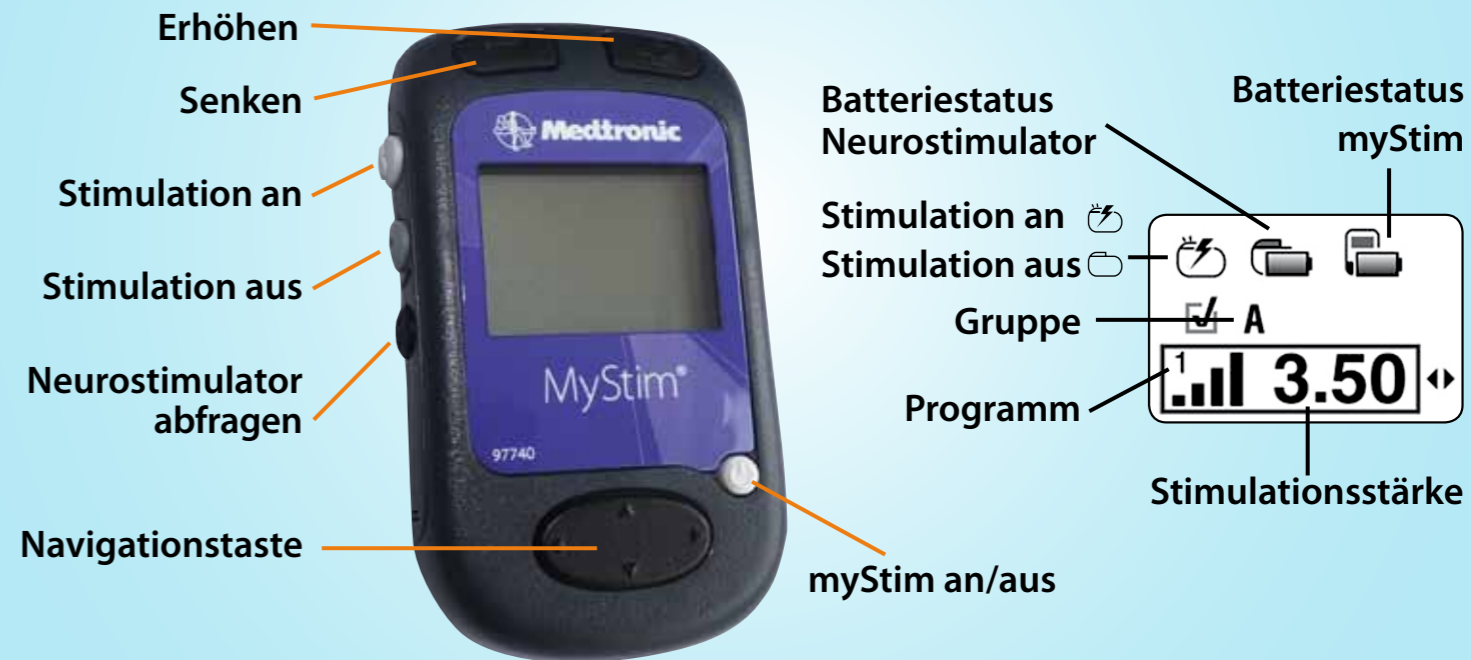 Erhöhen
Senken
Stimulation an
Stimulation aus
Neurostimulator
abfragen
Navigationstaste
Medtronic
MyStim®
97740
myStim an/aus
Batteriestatus
Neurostimulator
Batteriestatus
myStim
Stimulation an
Stimulation aus
Gruppe
A
Programm
1
3.50
Stimulationsstärke